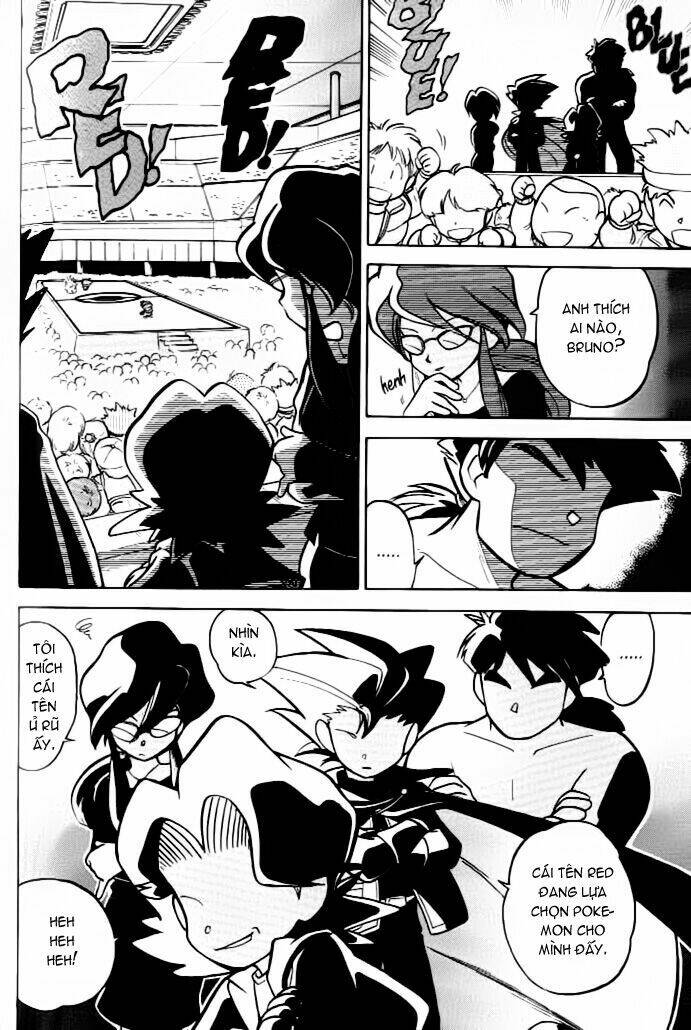 RED!
RED!
BLUE!
BLUE!
ANH THÍCH
AI NÀO,
BRUNO?
henh
.....
TÔI
THÍCH
CÁI
TÊN
Ủ RŨ
ẤY.
NHÌN
KÌA.
.....
CÁI TÊN RED
ĐANG LỰA
CHỌN POKE-
MON CHO
MÌNH ĐẤY.
HEH
HEH
HEH!